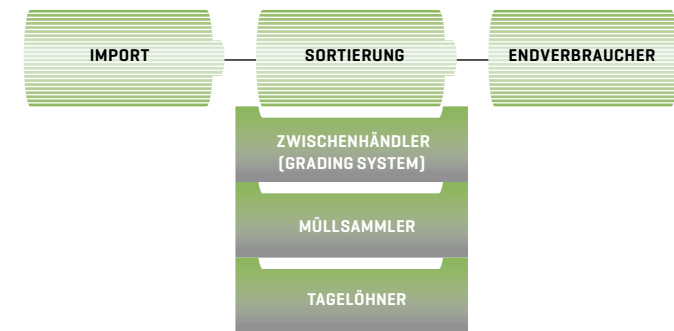 IMPORT
SORTIERUNG
ENDVERBRAUCHER
ZWISCHENHÄNDLER
(GRADING SYSTEM)
MÜLLSAMMLER
TAGELÖHNER